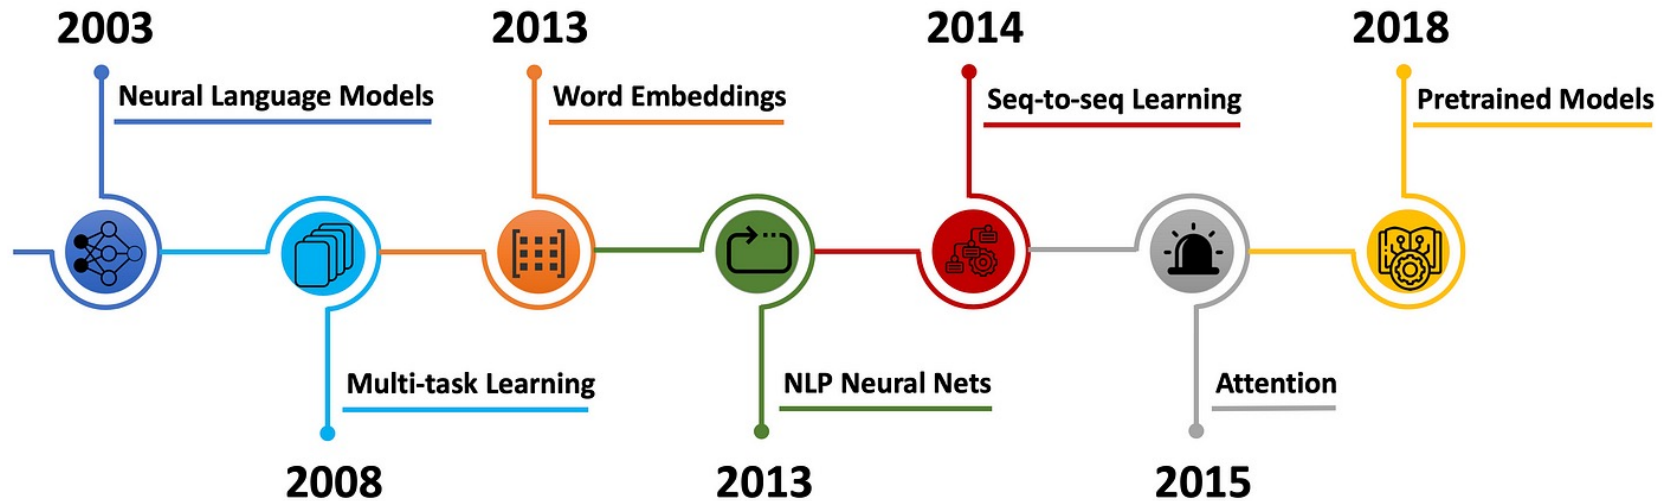 2003
Neural Language Models
2008
Multi-task Learning
2013
Word Embeddings
2013
NLP Neural Nets
2014
Seq-to-seq Learning
2015
Attention
2018
Pretrained Models